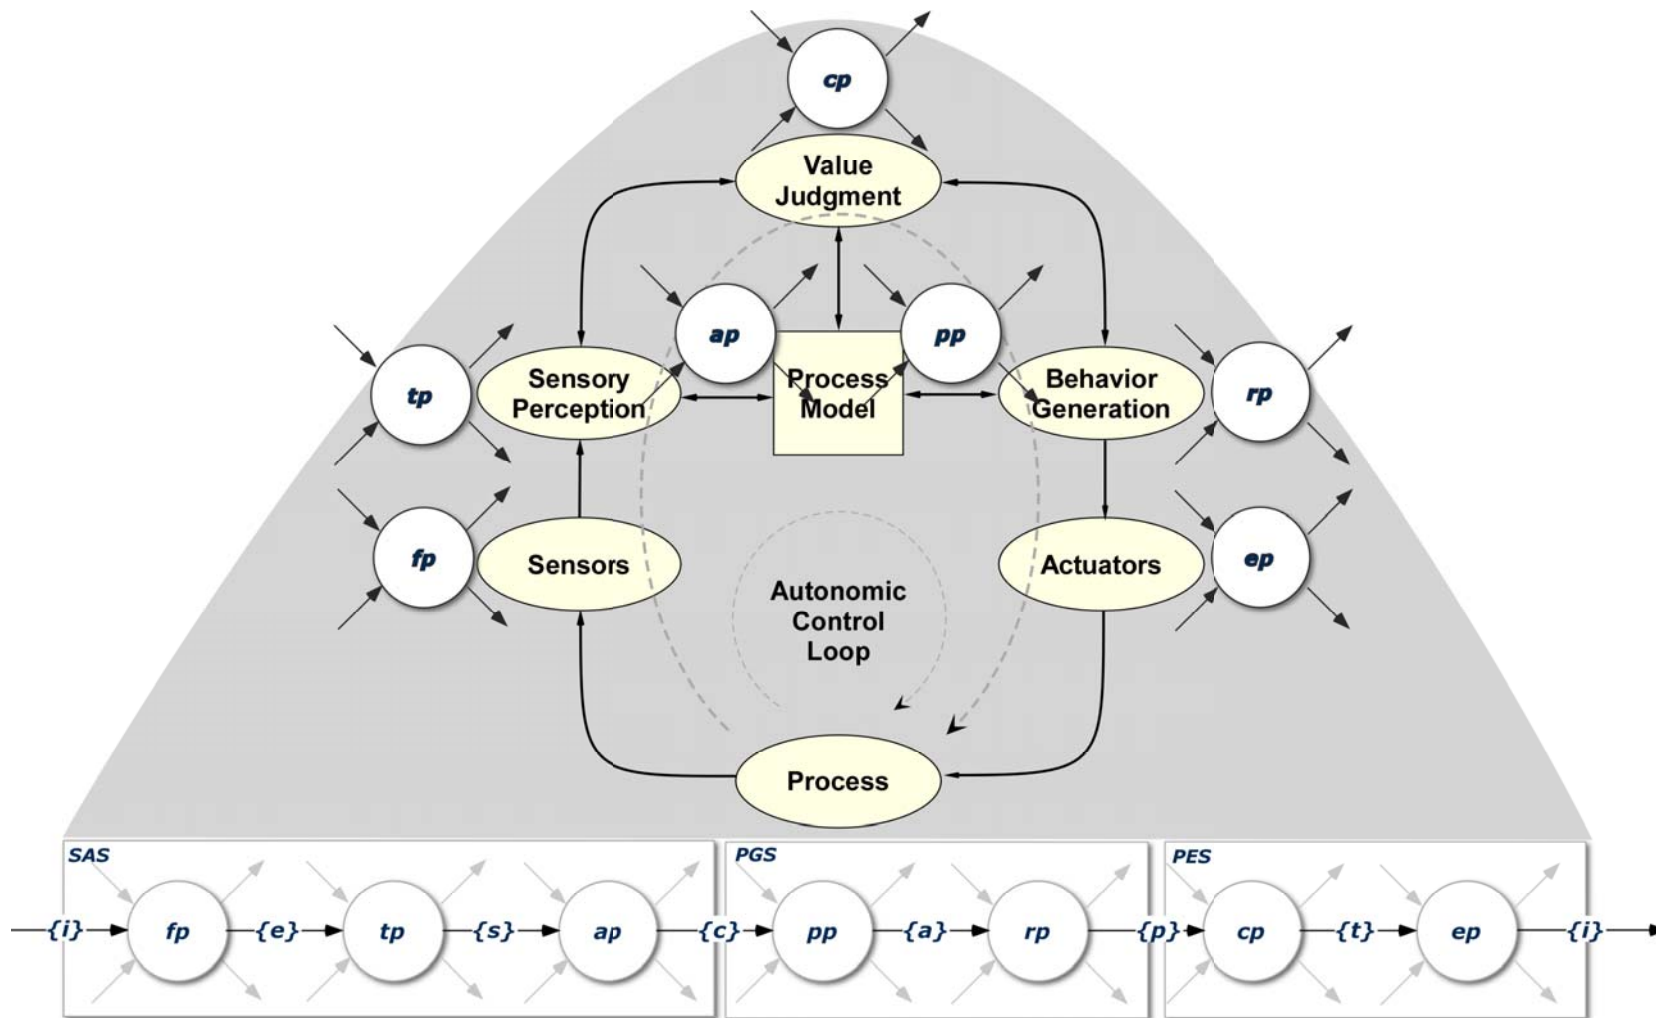 cp
Value
Judgment
ap
pp
tp
Sensory
Perception
Process
Model
Behavior
Generation
rp
fp
Sensors
Autonomic
Control
Loop
Actuators
ep
Process
SAS
PGS
PES
{i} fp {e} tp {s} ap {c} pp {a} rp {p} cp {t} ep {i}